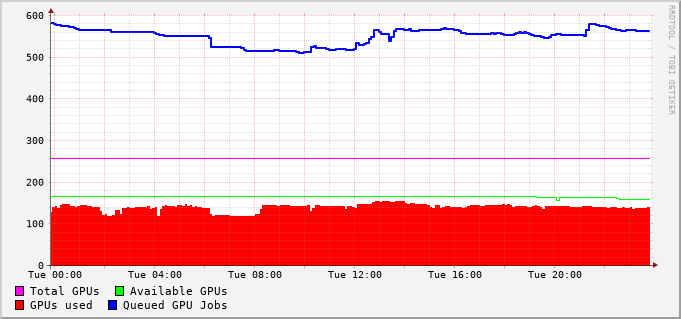 RRDTOOL / TOBI OETIKER
600
500
400
300
200
100
0
Tue 00:00 Tue 04:00 Tue 08:00 Tue 12:00 Tue 16:00 Tue 20:00
Total GPUs Available GPUs
GPUs used Queued GPU Jobs